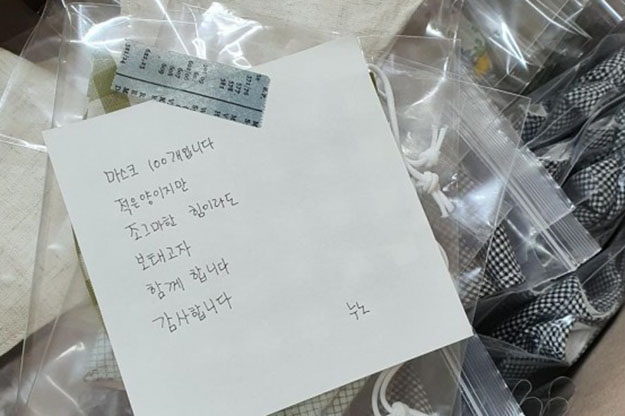 마스크 100개입니다
적은양이지만
조그마한 힘이라도
보태고자
함께 합니다
감사합니다
누노